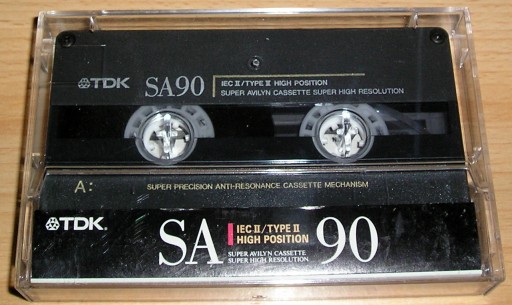 TDK SA90 IEC II/TYPE II HIGH POSITION
SUPER AVILYN CASSETTE SUPER HIGH RESOLUTION
A: SUPER PRECISION ANTI-RESONANCE CASSETTE MECHANISM
TDK. SA IEC II/TYPE II HIGH POSITION 90
SUPER AVILYN CASSETTE
SUPER HIGH RESOLUTION